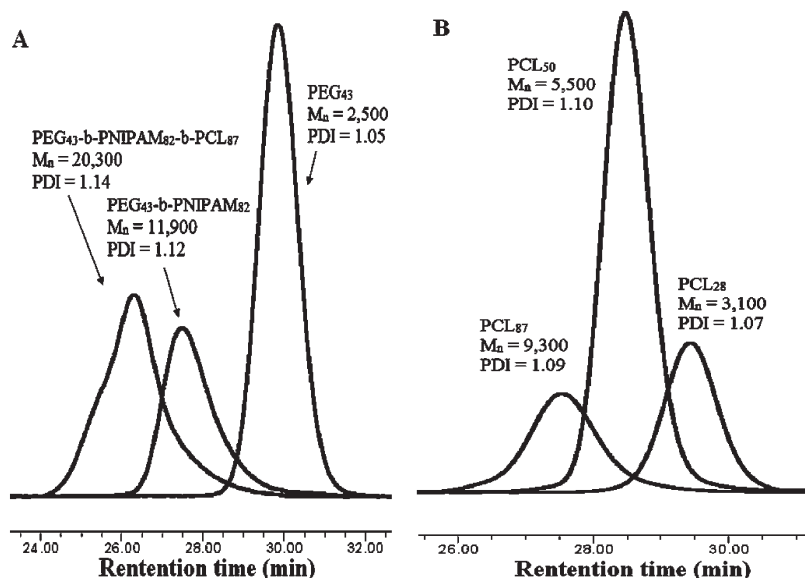 A
PEG43
Mn = 2,500
PDI = 1.05
PEG43-b-PNIPAM82-b-PCL87
Mn = 20,300
PDI = 1.14
PEG43-b-PNIPAM82
Mn = 11,900
PDI = 1.12
24.00 26.00 28.00 30.00 32.00
Rentention time (min)
B
PCL50
Mn = 5,500
PDI = 1.10
PCL28
Mn = 3,100
PDI = 1.07
PCL87
Mn = 9,300
PDI = 1.09
26.00 28.00 30.00
Rentention time (min)